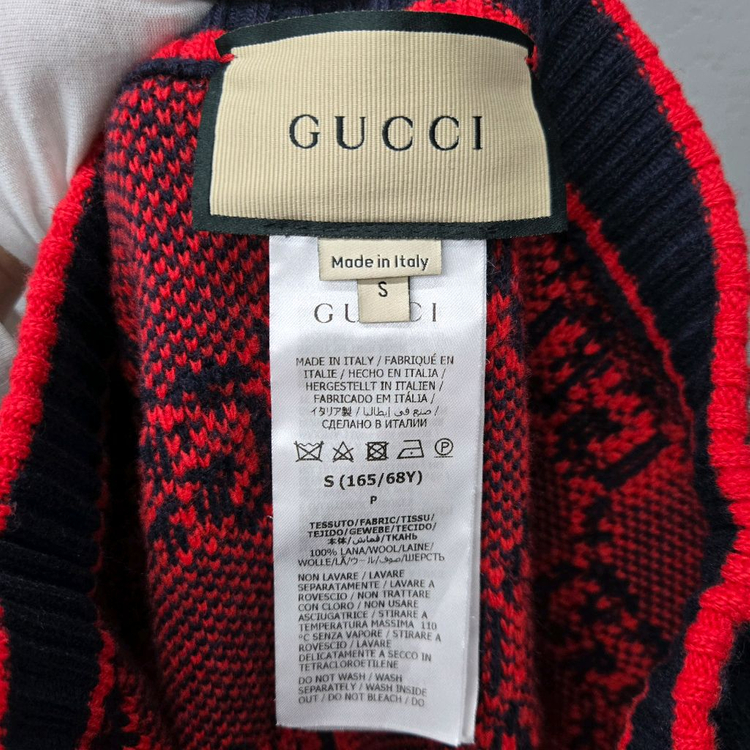 GUCCI
Made in Italy
S
GUCCI
MADE IN ITALY / FABRIQUÉ EN
ITALIE / HECHO EN ITALIA /
HERGESTELLT IN ITALIEN /
FABRICADO EM ITÁLIA /
イタリア製 / صنع في إيطاليا /
СДЕЛАНО В ИТАЛИИ
P
S (165/68Y)
P
TESSUTO/FABRIC/TISSU/
TEJIDO/GEWEBE/TECIDO/
本体/قماش/ТКАНЬ
100% LANA/WOOL/LAINE/
WOLLE/LÃ/ウール/صوف/ШЕРСТЬ
NON LAVARE / LAVARE
SEPARATAMENTE / LAVARE A
ROVESCIO / NON TRATTARE
CON CLORO / NON USARE
ASCIUGATRICE / STIRARE A
TEMPERATURA MASSIMA 110
°C SENZA VAPORE / STIRARE A
ROVESCIO / LAVARE
DELICATAMENTE A SECCO IN
TETRACLOROETILENE
DO NOT WASH / WASH
SEPARATELY / WASH INSIDE
OUT / DO NOT BLEACH / DO